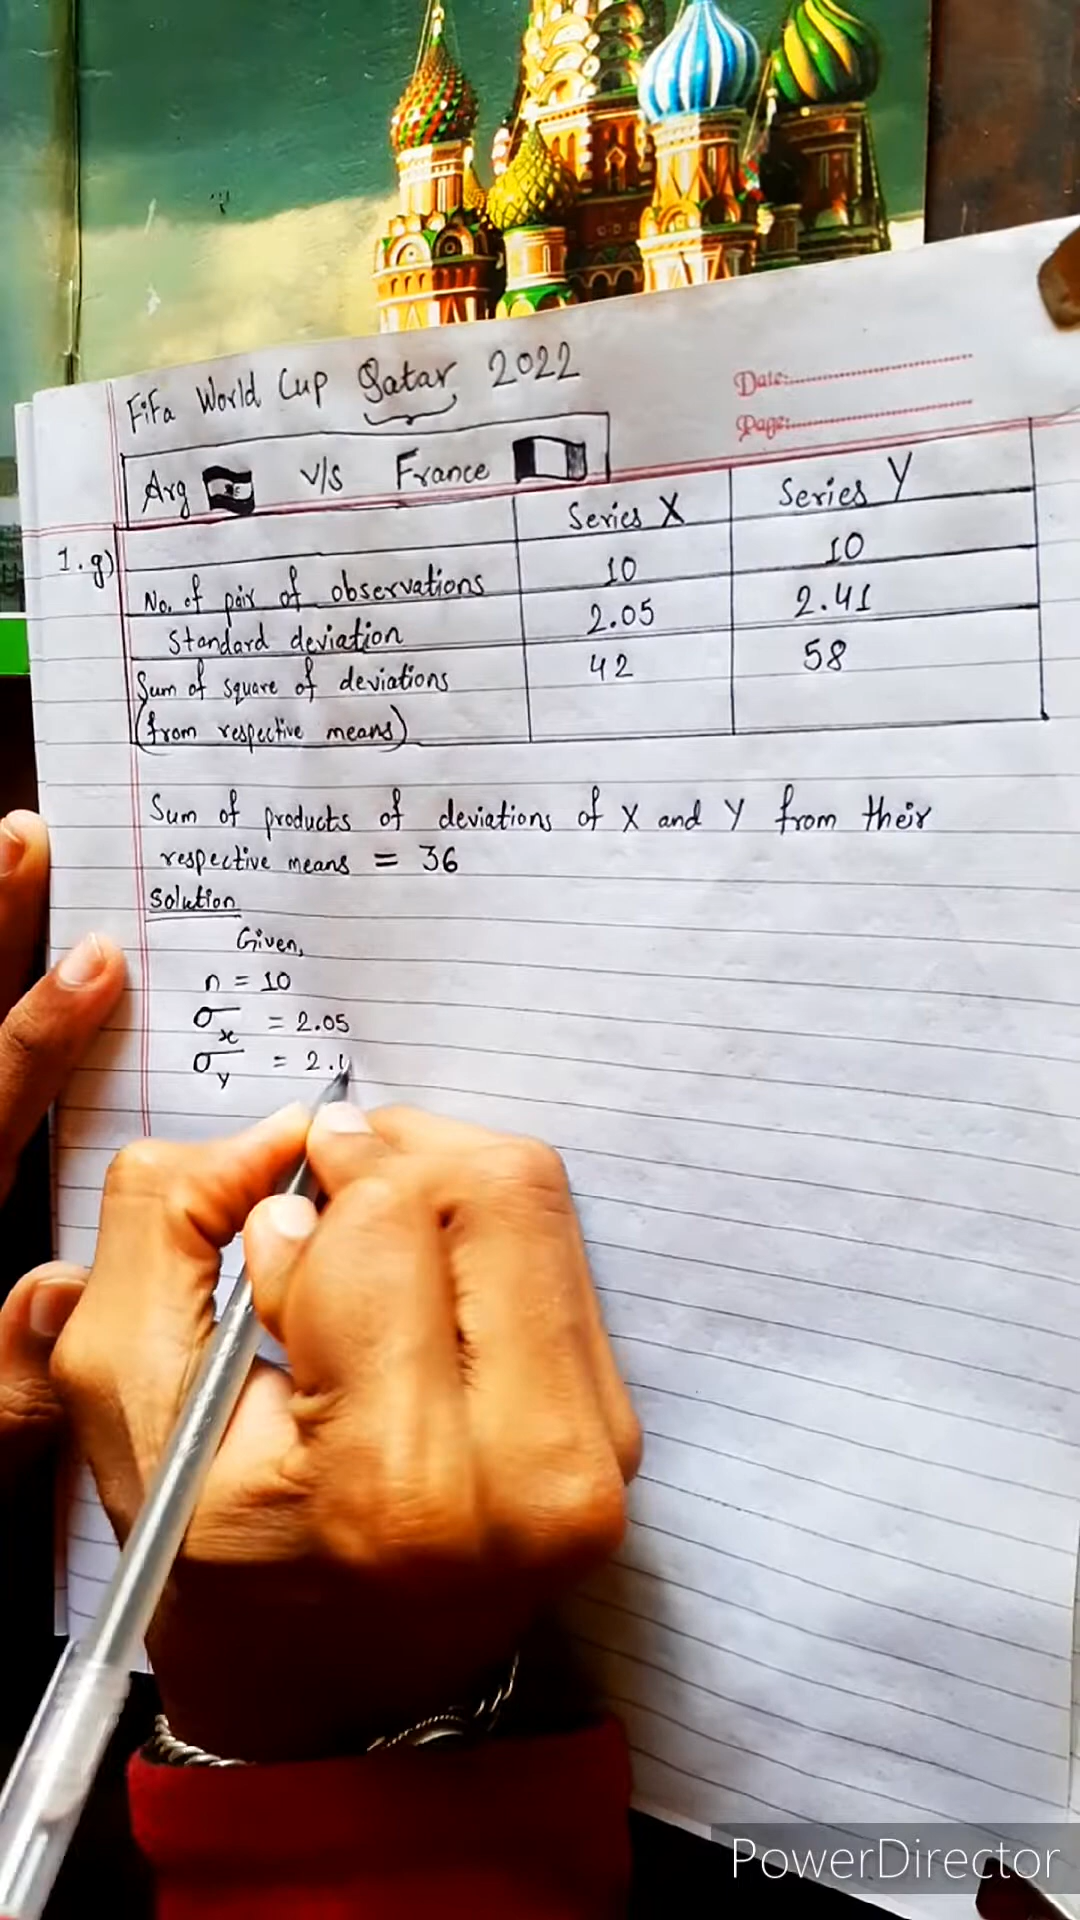 FiFa World Cup Qatar 2022
Date:
Page:
Arg V/S France
Series X Series Y
1.g)
No. of pair of observations 10 10
Standard deviation 2.05 2.41
Sum of square of deviations 42 58
(from respective means)
Sum of products of deviations of X and Y from their
respective means = 36
Solution
Given,
n = 10
σx = 2.05
σY = 2.4
PowerDirector